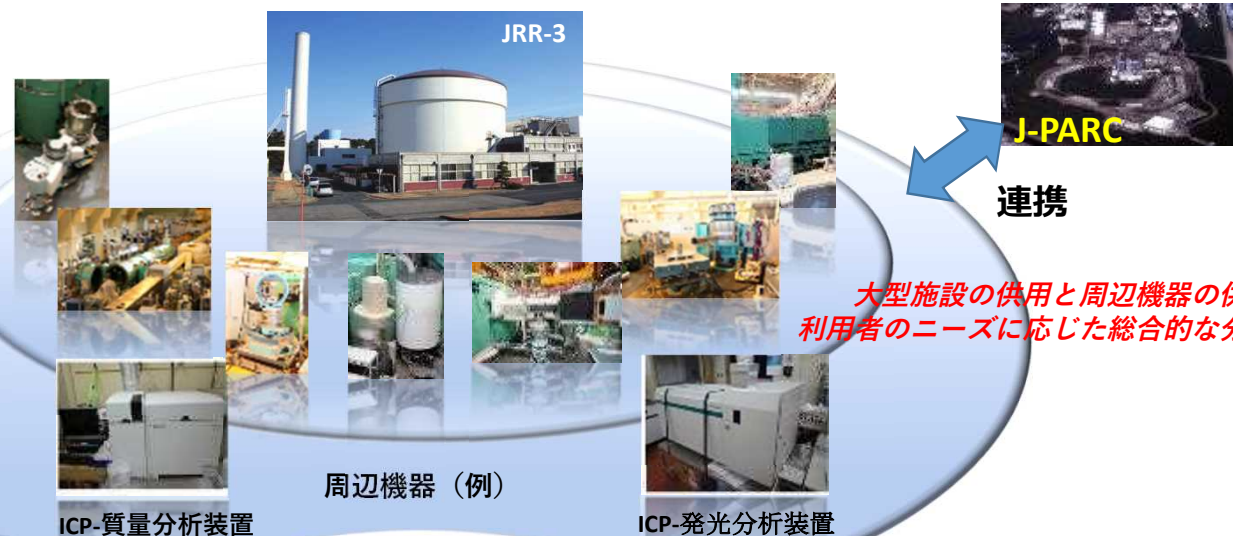 JRR-3
J-PARC
連携
大型施設の供用と周辺機器の
利用者のニーズに応じた総合的な
周辺機器（例）
ICP-質量分析装置
ICP-発光分析装置